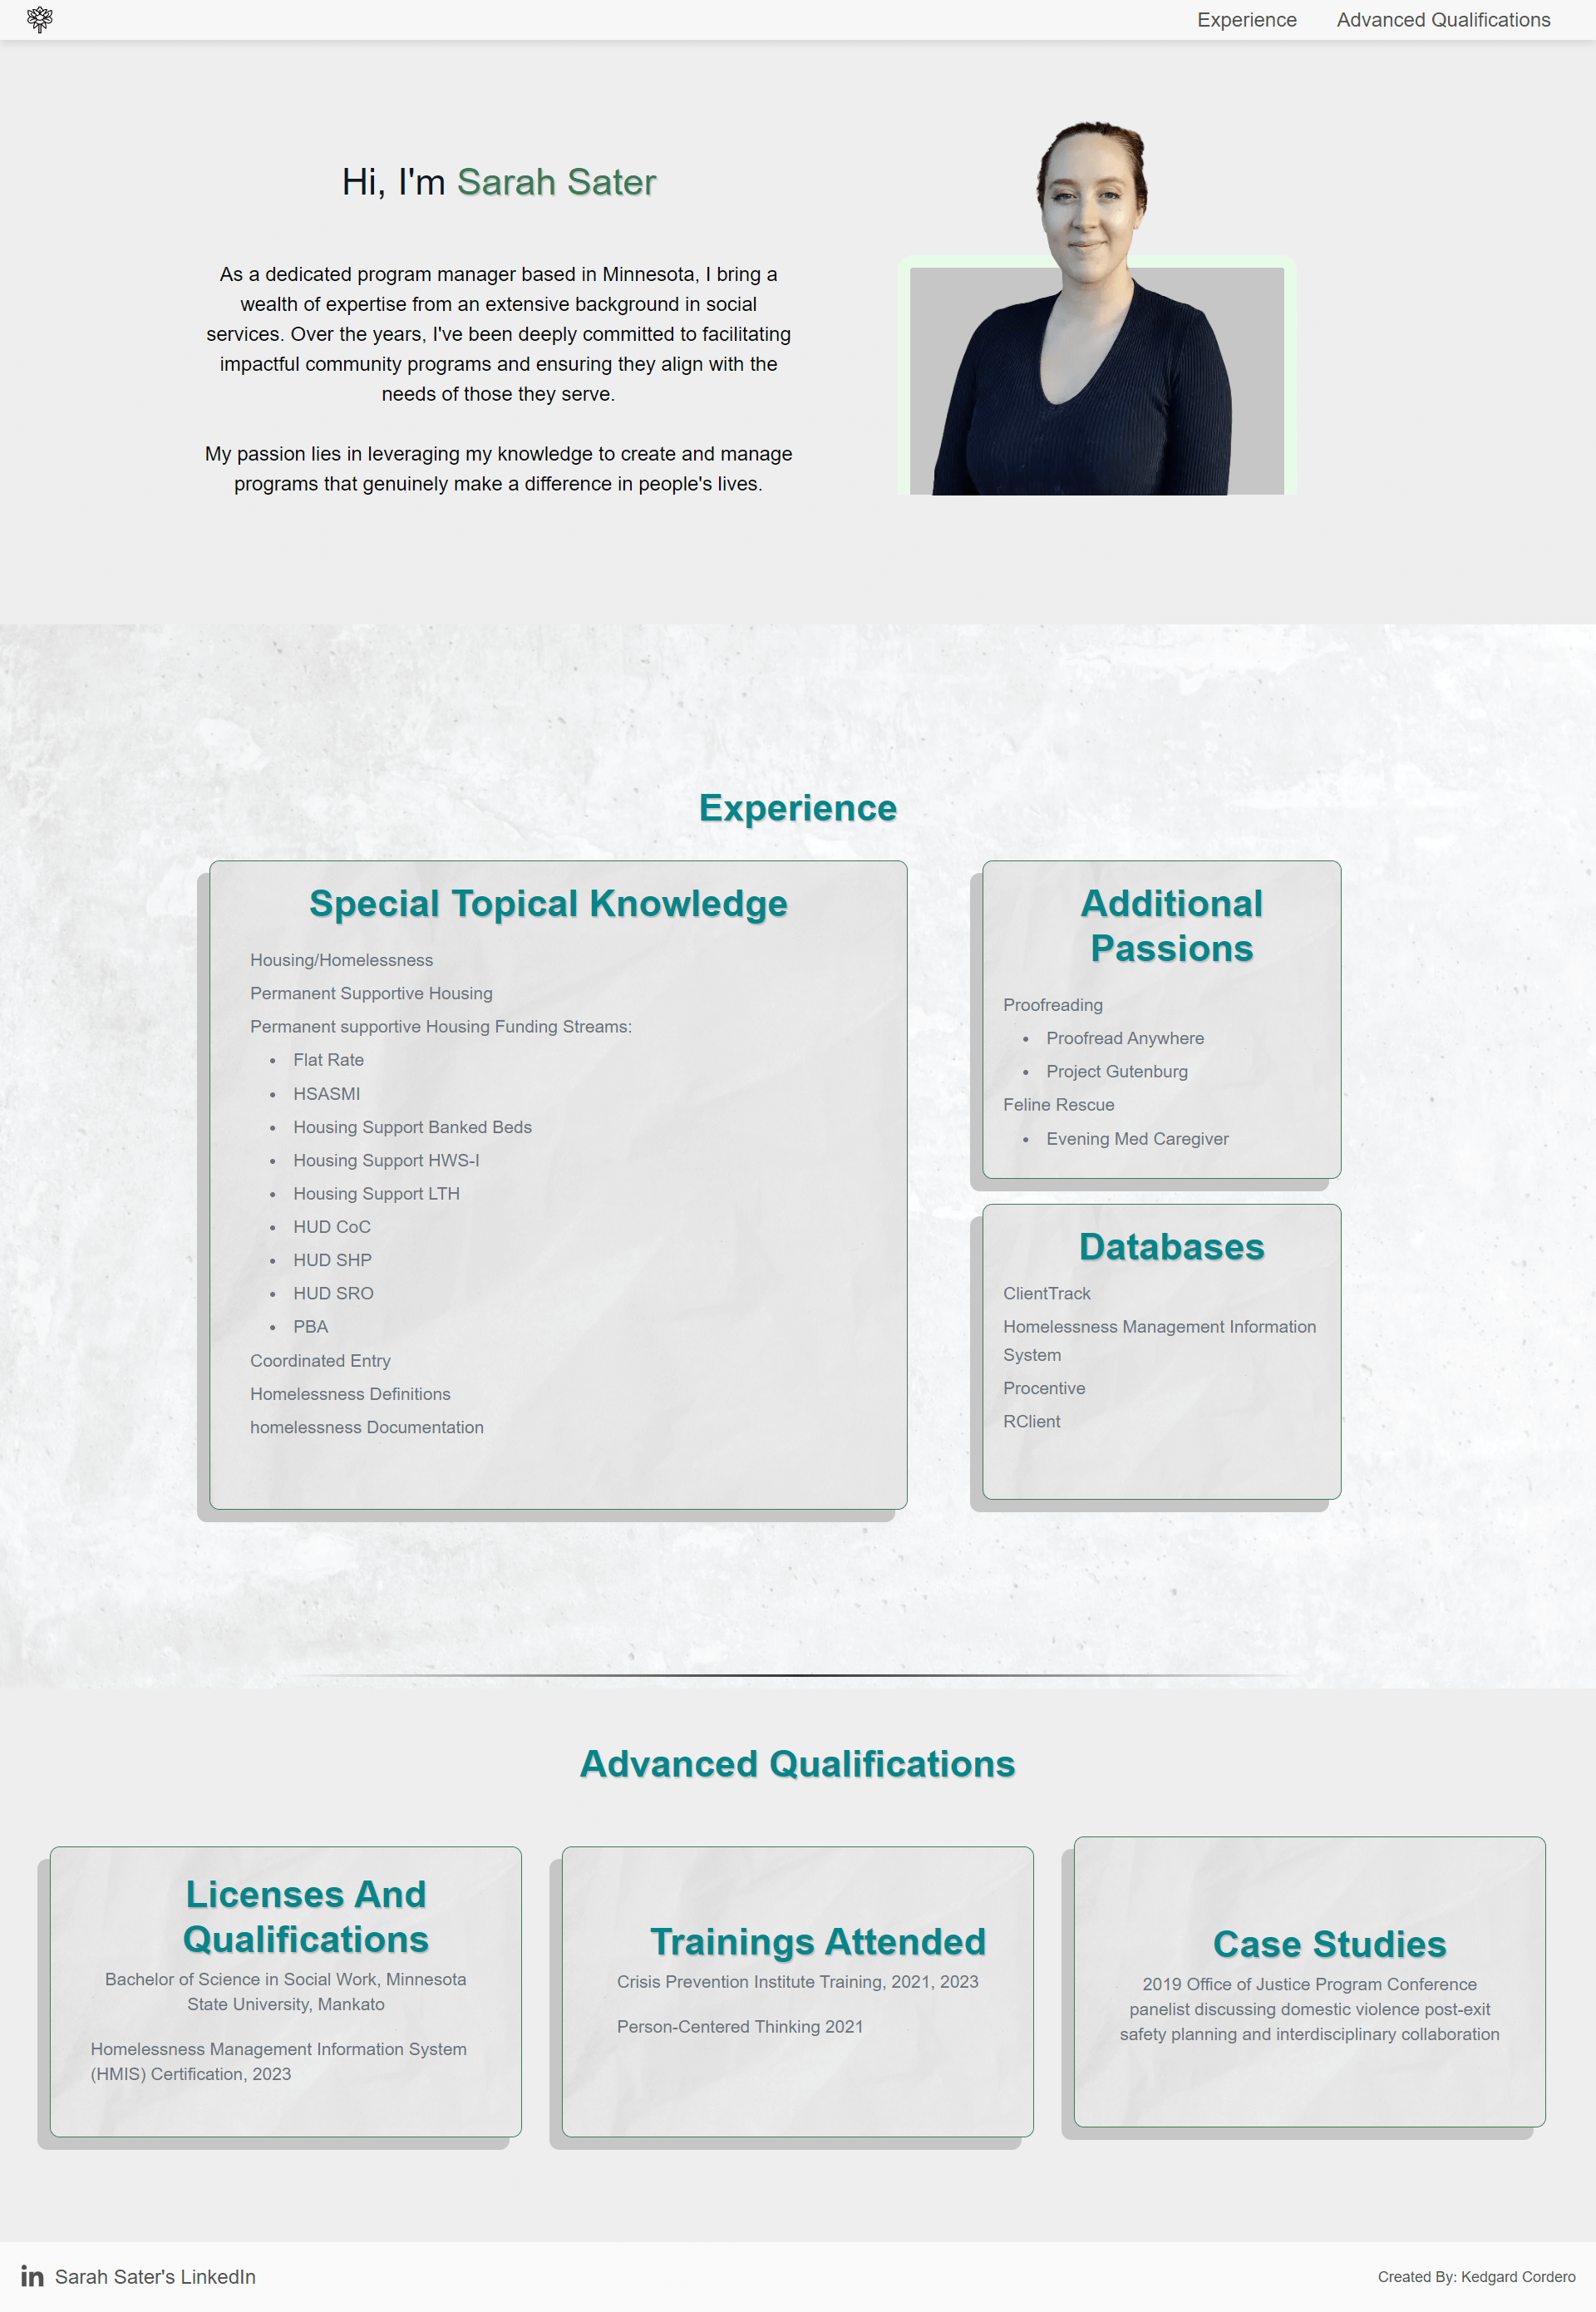 Experience
Advanced Qualifications
Hi, I'm Sarah Sater
As a dedicated program manager based in Minnesota, I bring a
wealth of expertise from an extensive background in social
services. Over the years, I've been deeply committed to facilitating
impactful community programs and ensuring they align with the
needs of those they serve.
My passion lies in leveraging my knowledge to create and manage
programs that genuinely make a difference in people's lives.
Experience
Special Topical Knowledge
Housing/Homelessness
Permanent Supportive Housing
Permanent supportive Housing Funding Streams:
• Flat Rate
• HSASMI
• Housing Support Banked Beds
• Housing Support HWS-I
• Housing Support LTH
• HUD CoC
• HUD SHP
• HUD SRO
• PBA
Coordinated Entry
Homelessness Definitions
homelessness Documentation
Additional
Passions
Proofreading
• Proofread Anywhere
• Project Gutenburg
Feline Rescue
• Evening Med Caregiver
Databases
ClientTrack
Homelessness Management Information
System
Procentive
RClient
Advanced Qualifications
Licenses And
Qualifications
Bachelor of Science in Social Work, Minnesota
State University, Mankato
Homelessness Management Information System
(HMIS) Certification, 2023
Trainings Attended
Crisis Prevention Institute Training, 2021, 2023
Person-Centered Thinking 2021
Case Studies
2019 Office of Justice Program Conference
panelist discussing domestic violence post-exit
safety planning and interdisciplinary collaboration
in Sarah Sater's LinkedIn
Created By: Kedgard Cordero